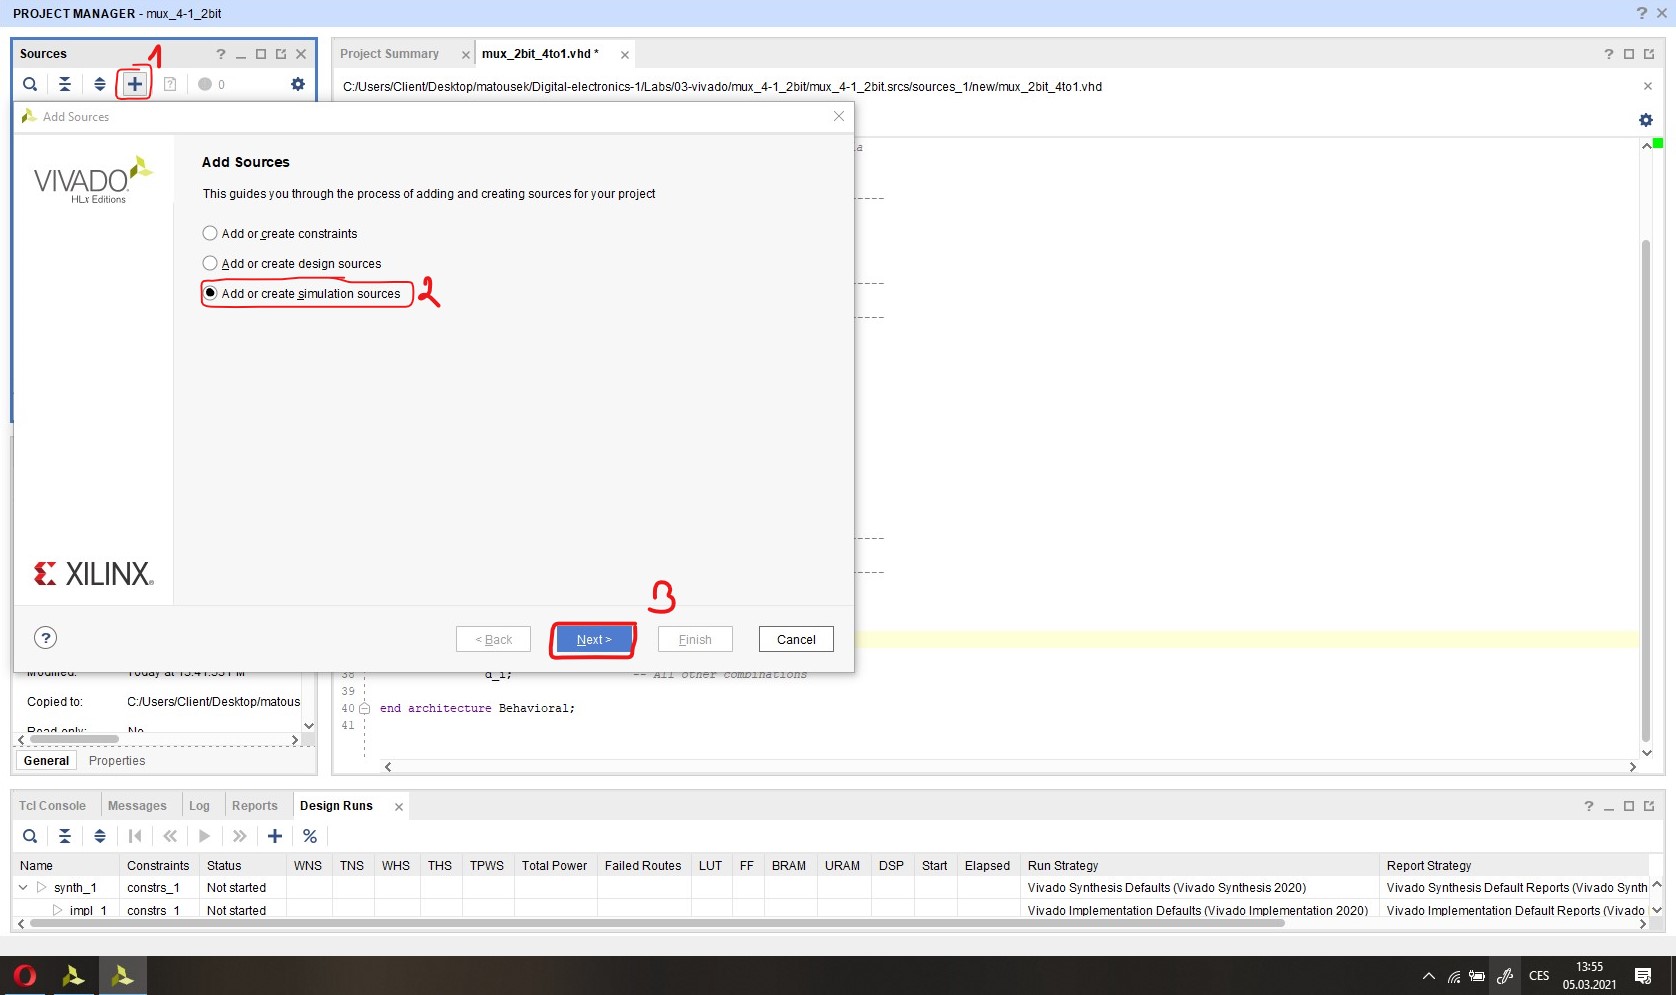 PROJECT MANAGER - mux_4-1_2bit
Sources
1
0
Project Summary
mux_2bit_4to1.vhd *
C:/Users/Client/Desktop/matousek/Digital-electronics-1/Labs/03-vivado/mux_4-1_2bit/mux_4-1_2bit.srcs/sources_1/new/mux_2bit_4to1.vhd
Add Sources
VIVADO
HLx Editions
Add Sources
This guides you through the process of adding and creating sources for your project
Add or create constraints
Add or create design sources
Add or create simulation sources
2
3
XILINX
< Back
Next >
Finish
Cancel
Copied to: C:/Users/Client/Desktop/matous
Read-only: No
General
Properties
38 d_i; -- All other combinations
39
40 end architecture Behavioral;
41
Tcl Console
Messages
Log
Reports
Design Runs
Name Constraints Status WNS TNS WHS THS TPWS Total Power Failed Routes LUT FF BRAM URAM DSP Start Elapsed Run Strategy Report Strategy
synth_1 constrs_1 Not started Vivado Synthesis Defaults (Vivado Synthesis 2020) Vivado Synthesis Default Reports (Vivado Synth
impl_1 constrs_1 Not started Vivado Implementation Defaults (Vivado Implementation 2020) Vivado Implementation Default Reports (Vivado
CES
13:55
05.03.2021